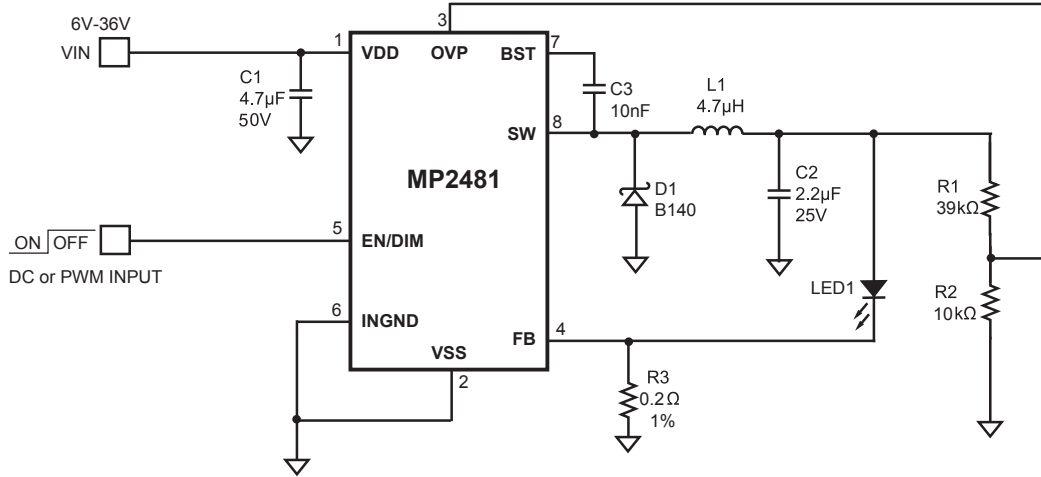 6V-36V
VIN
1
VDD
3
OVP
BST
7
C1
4.7µF
50V
C3
10nF
L1
4.7µH
SW
8
MP2481
D1
B140
C2
2.2µF
25V
R1
39kΩ
ON OFF
5
EN/DIM
DC or PWM INPUT
LED1
R2
10kΩ
6
INGND
FB
4
VSS
2
R3
0.2Ω
1%